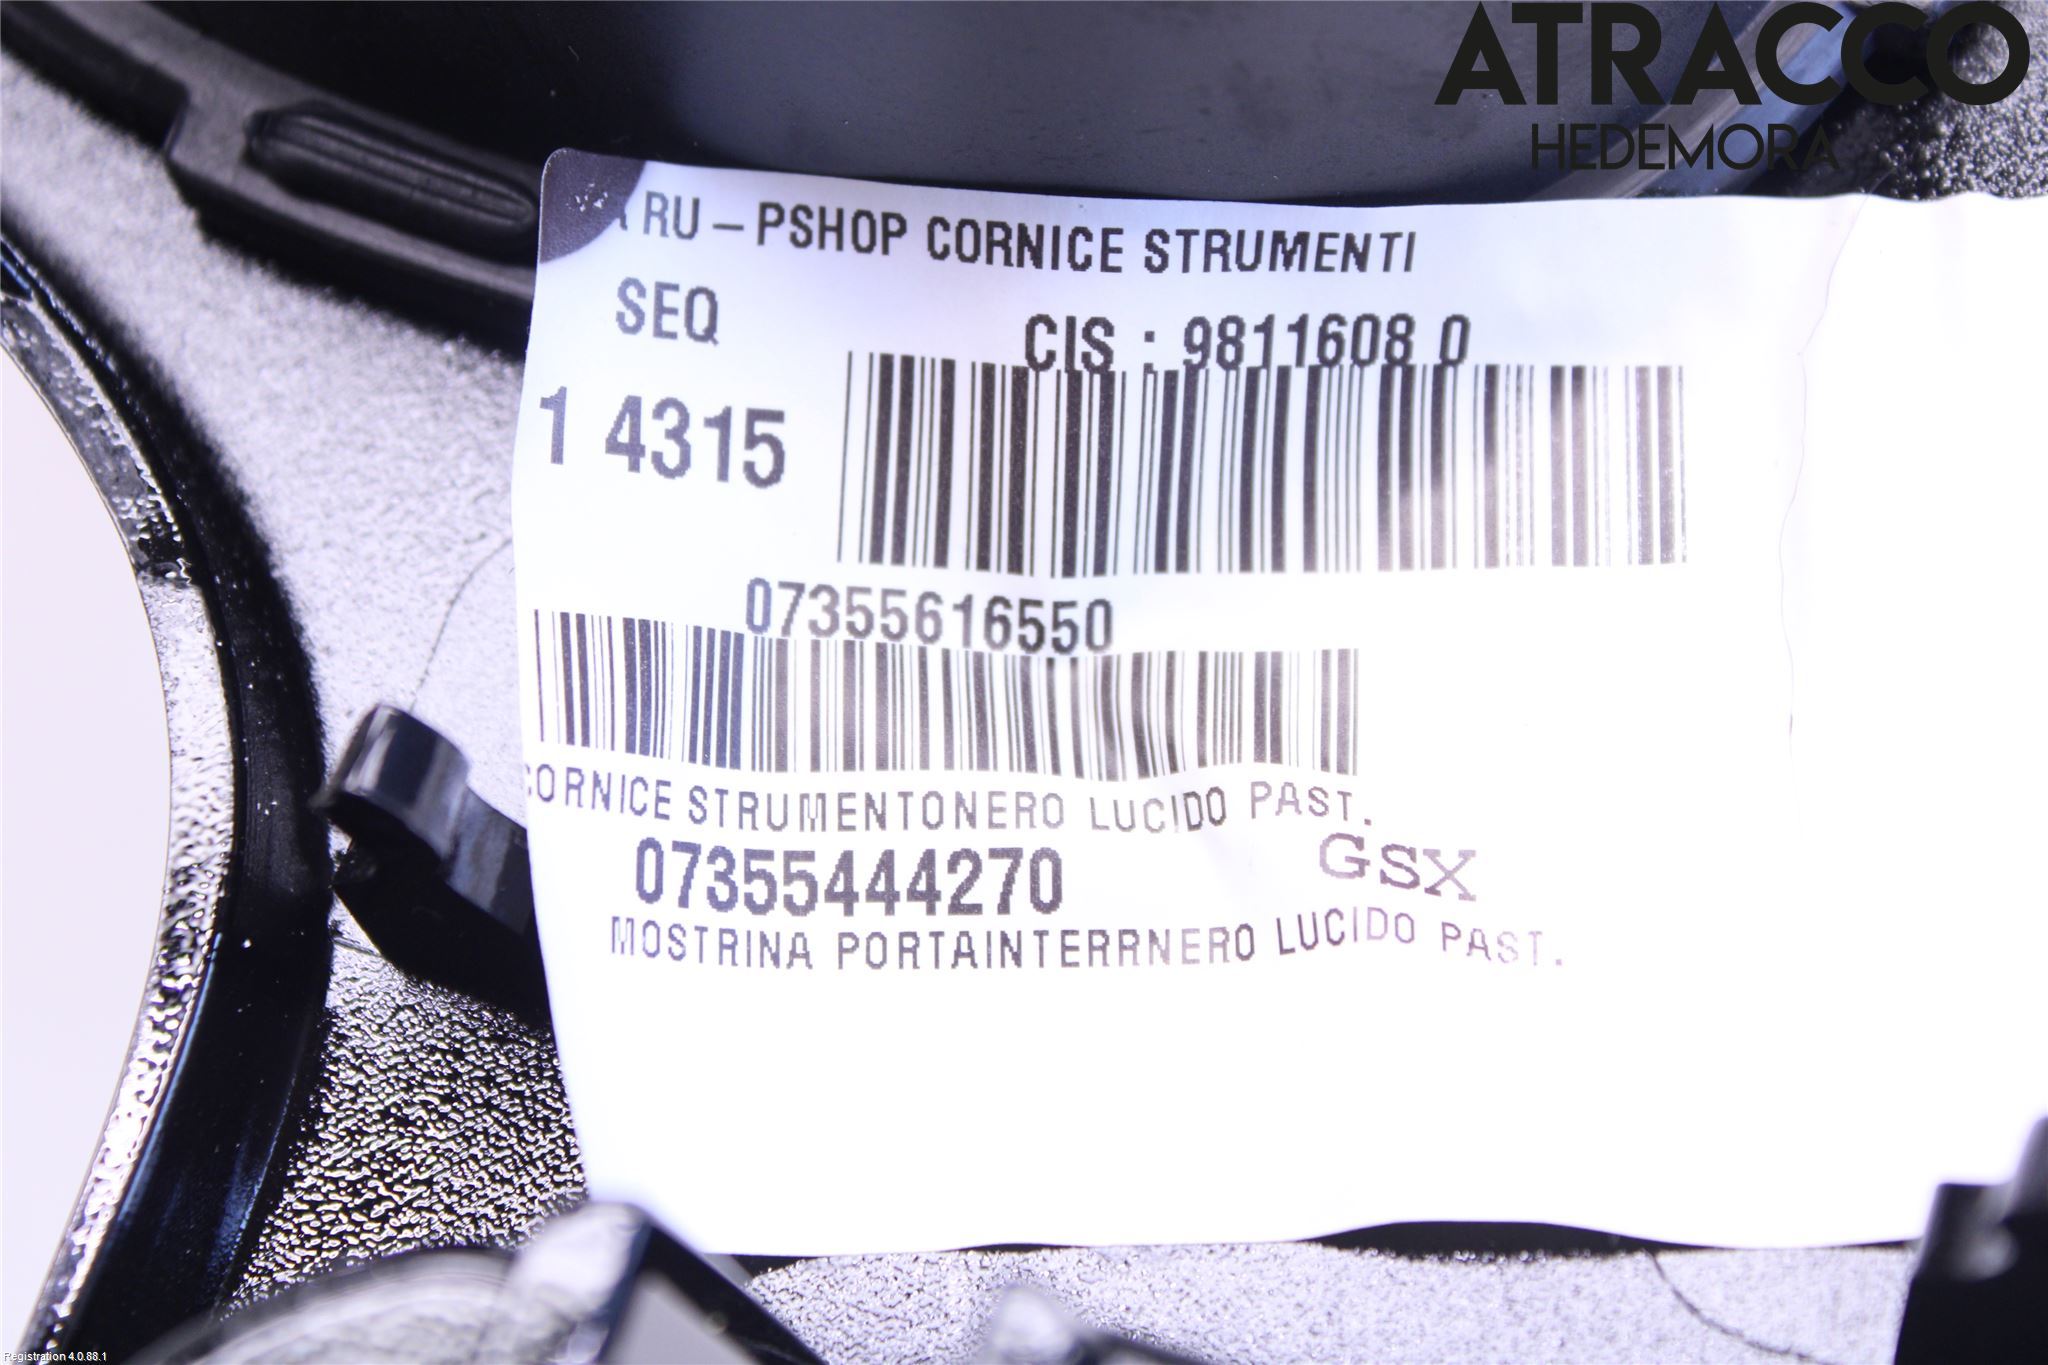 ATRACCO
HEDEMORA
RU – PSHOP CORNICE STRUMENTI
SEQ
CIS : 9811608 0
1 4315
07355616550
CORNICE STRUMENTONERO LUCIDO PAST.
07355444270
GSX
MOSTRINA PORTAINTERRNERO LUCIDO PAST.
Registration 4.0.88.1